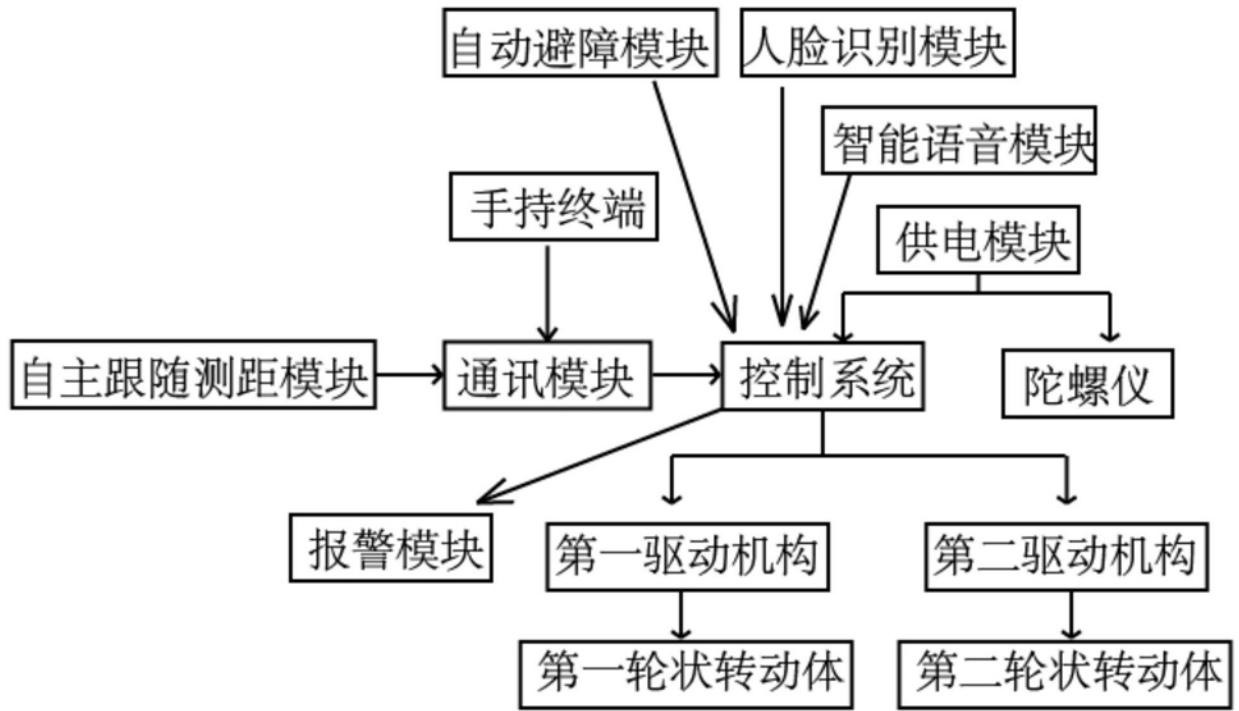 自动避障模块
人脸识别模块
智能语音模块
手持终端
供电模块
自主跟随测距模块
通讯模块
控制系统
陀螺仪
报警模块
第一驱动机构
第二驱动机构
第一轮状转动体
第二轮状转动体